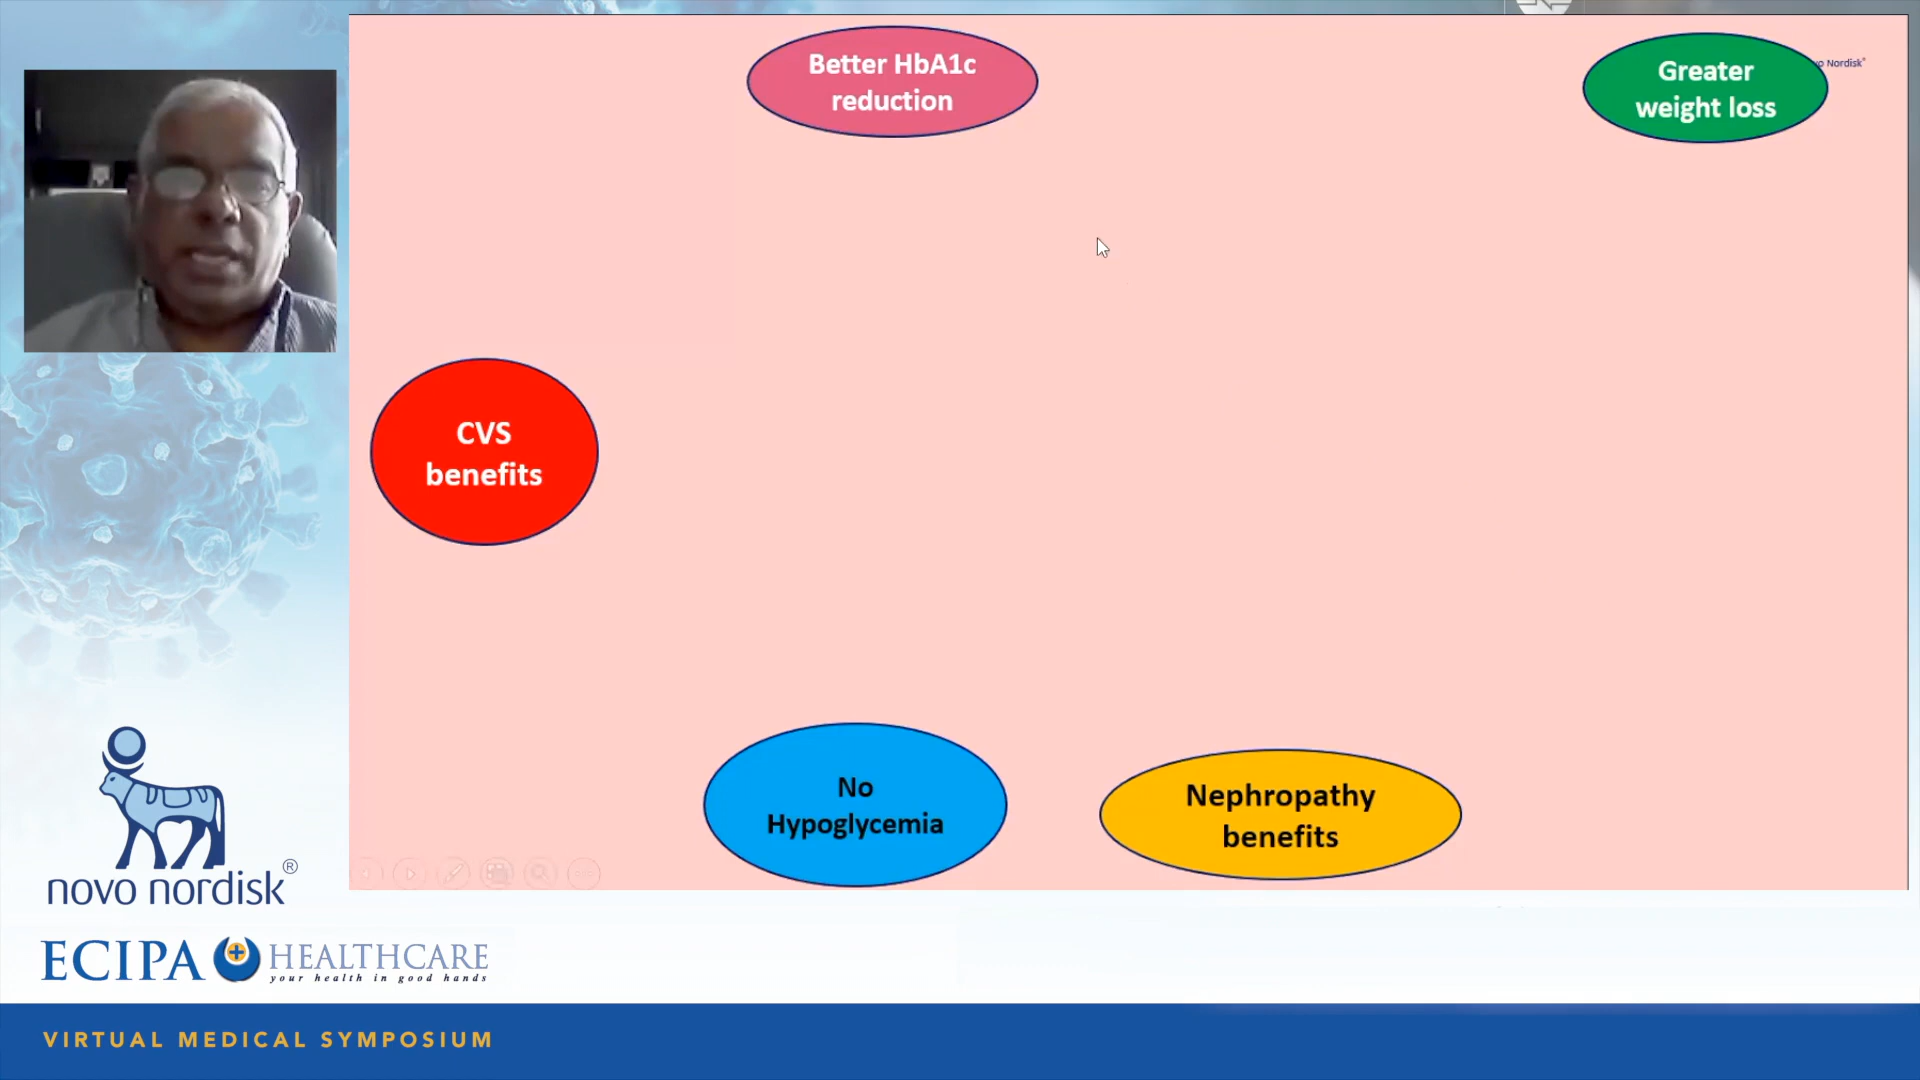 Better HbA1c
reduction
Greater
weight loss
Nordisk®
CVS
benefits
No
Hypoglycemia
Nephropathy
benefits
novo nordisk®
ECIPA HEALTHCARE
your health in good hands
VIRTUAL MEDICAL SYMPOSIUM